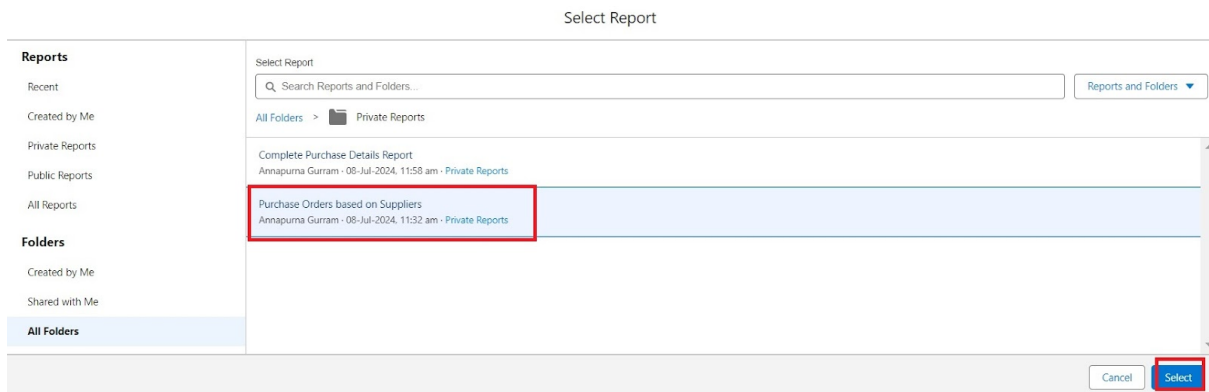 Select Report
Reports
Recent
Created by Me
Private Reports
Public Reports
All Reports
Folders
Created by Me
Shared with Me
All Folders
Select Report
Search Reports and Folders...
Reports and Folders
All Folders > Private Reports
Complete Purchase Details Report
Annapurna Gurram · 08-Jul-2024, 11:58 am · Private Reports
Purchase Orders based on Suppliers
Annapurna Gurram · 08-Jul-2024, 11:32 am · Private Reports
Cancel
Select